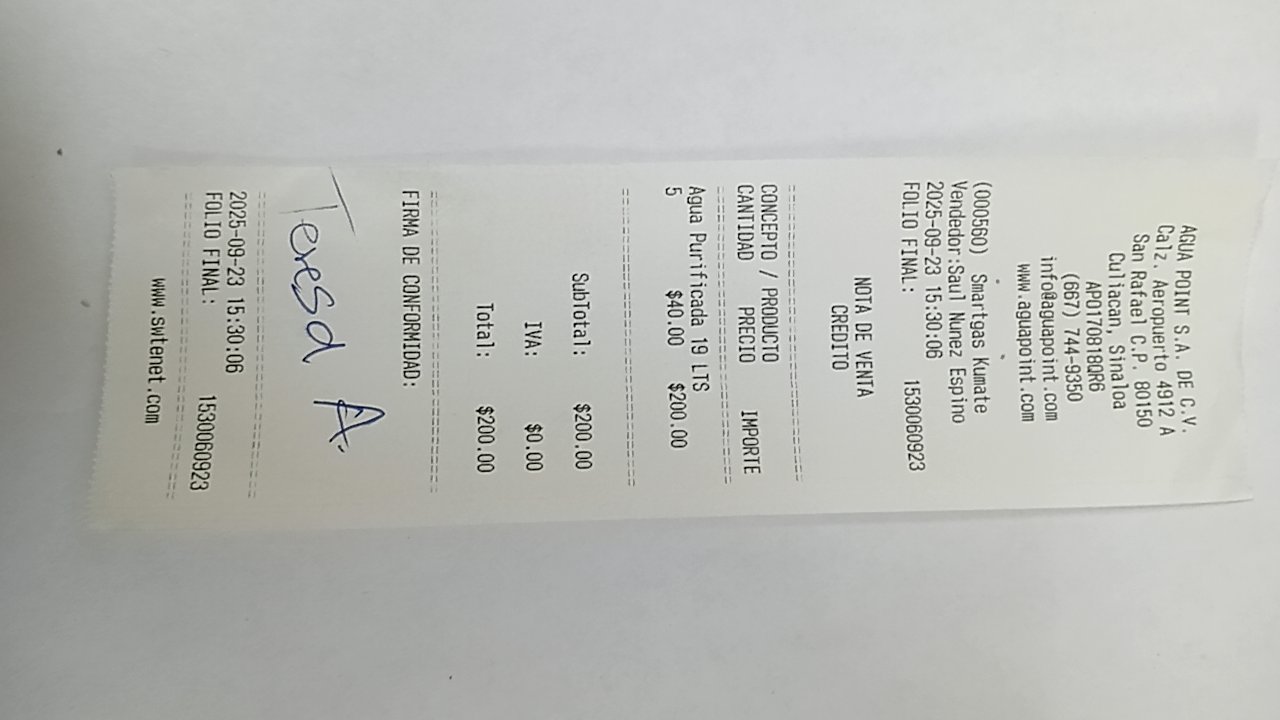 AGUA POINT S.A. DE C.V.
Calz. Aeropuerto 4912 A
San Rafael C.P. 80150
Culiacan, Sinaloa
APO170818QR6
(667) 744-9350
info@aguapoint.com
www.aguapoint.com
(000560) Smartgas Kumate
Vendedor:Saul Nunez Espino
2025-09-23 15:30:06
FOLIO FINAL: 1530060923
NOTA DE VENTA
CREDITO
CONCEPTO / PRODUCTO
CANTIDAD PRECIO IMPORTE
Agua Purificada 19 LTS
5 $40.00 $200.00
SubTotal: $200.00
IVA: $0.00
Total: $200.00
FIRMA DE CONFORMIDAD:
Teresa A.
2025-09-23 15:30:06
FOLIO FINAL: 1530060923
www.swtenet.com